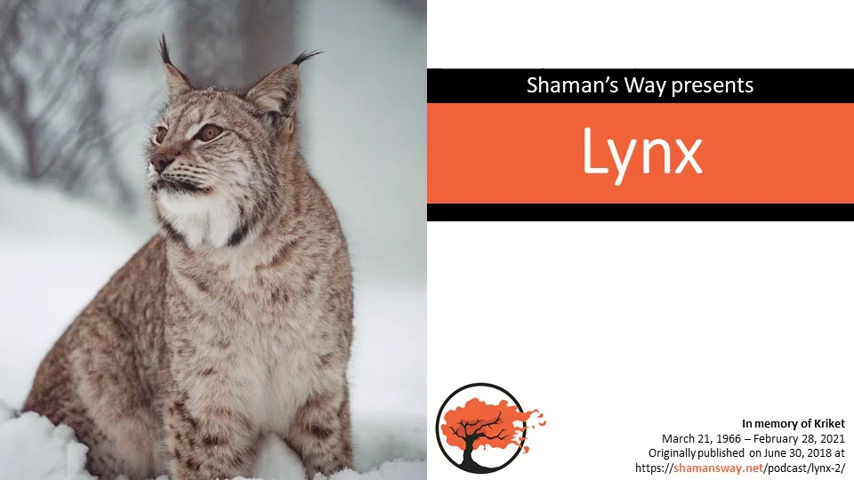 Shaman's Way presents
Lynx
In memory of Kriket
March 21, 1966 – February 28, 2021
Originally published on June 30, 2018 at
https://shamansway.net/podcast/lynx-2/